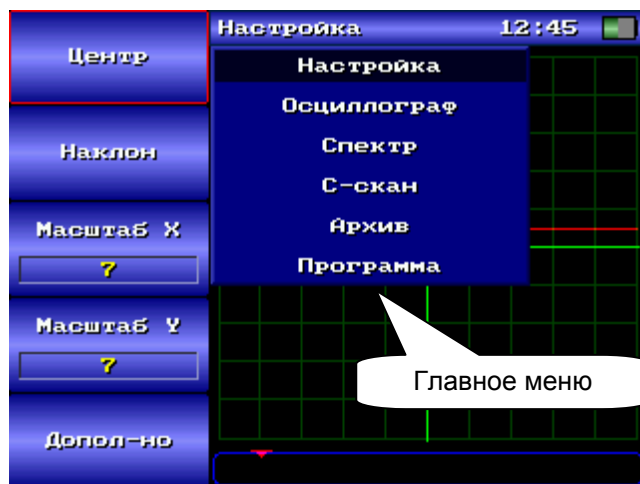 Центр
Наклон
Масштаб X
7
Масштаб Y
7
Допол-но
Настройка 12:45
Настройка
Осциллограф
Спектр
С-скан
Архив
Программа
Главное меню